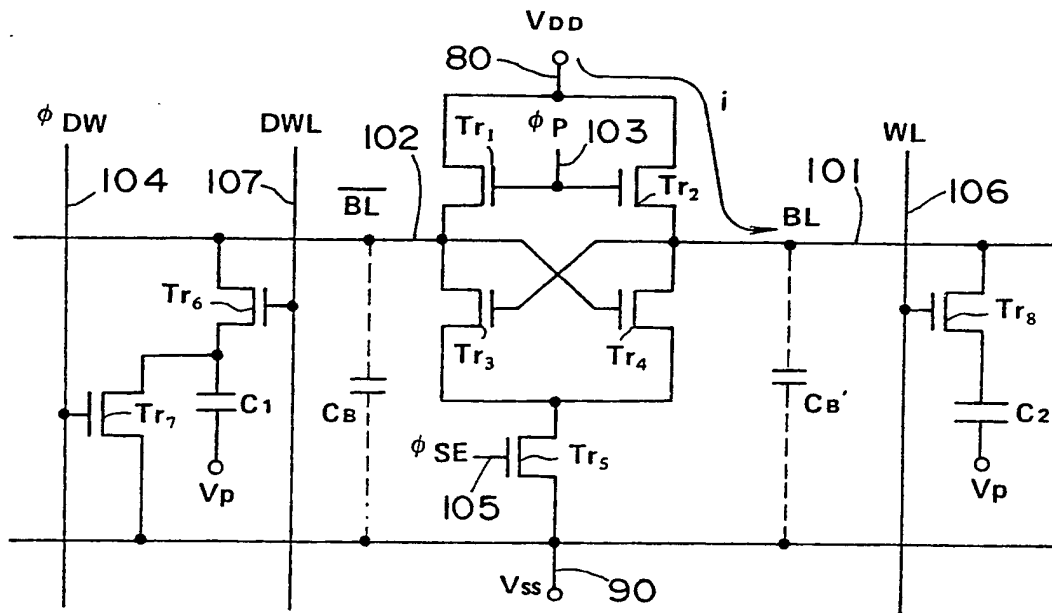 VDD
80
i
φDW
DWL
Tr1
φP
103
WL
104
107
102
Tr2
101
106
B̅L̅
BL
Tr6
Tr8
Tr3
Tr4
Tr7
C1
CB
CB'
C2
φSE
Tr5
Vp
105
Vp
Vss
90